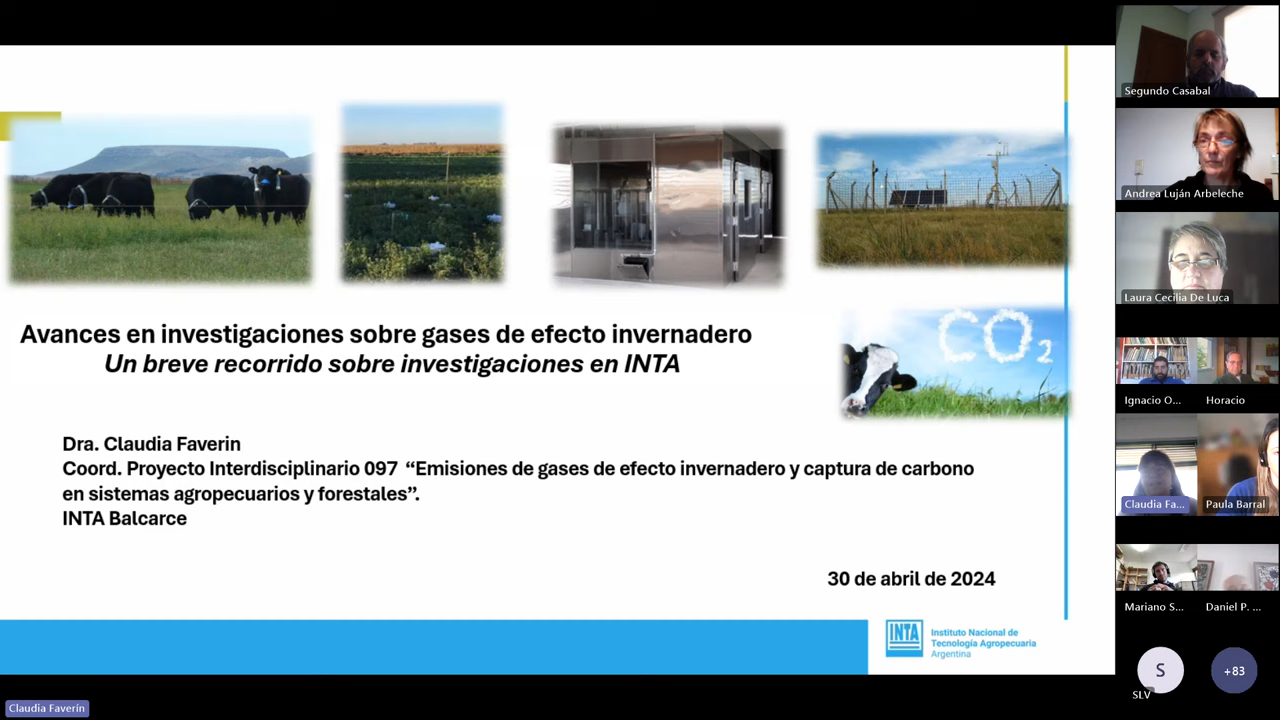 CO2
Avances en investigaciones sobre gases de efecto invernadero
Un breve recorrido sobre investigaciones en INTA
Dra. Claudia Faverin
Coord. Proyecto Interdisciplinario 097 “Emisiones de gases de efecto invernadero y captura de carbono
en sistemas agropecuarios y forestales”.
INTA Balcarce
30 de abril de 2024
INTA
Instituto Nacional de
Tecnología Agropecuaria
Argentina
Claudia Faverín
Segundo Casabal
Andrea Luján Arbeleche
Laura Cecilia De Luca
Ignacio O...
Horacio
Claudia Fa...
Paula Barral
Mariano S...
Daniel P. ...
S
SLV
+83